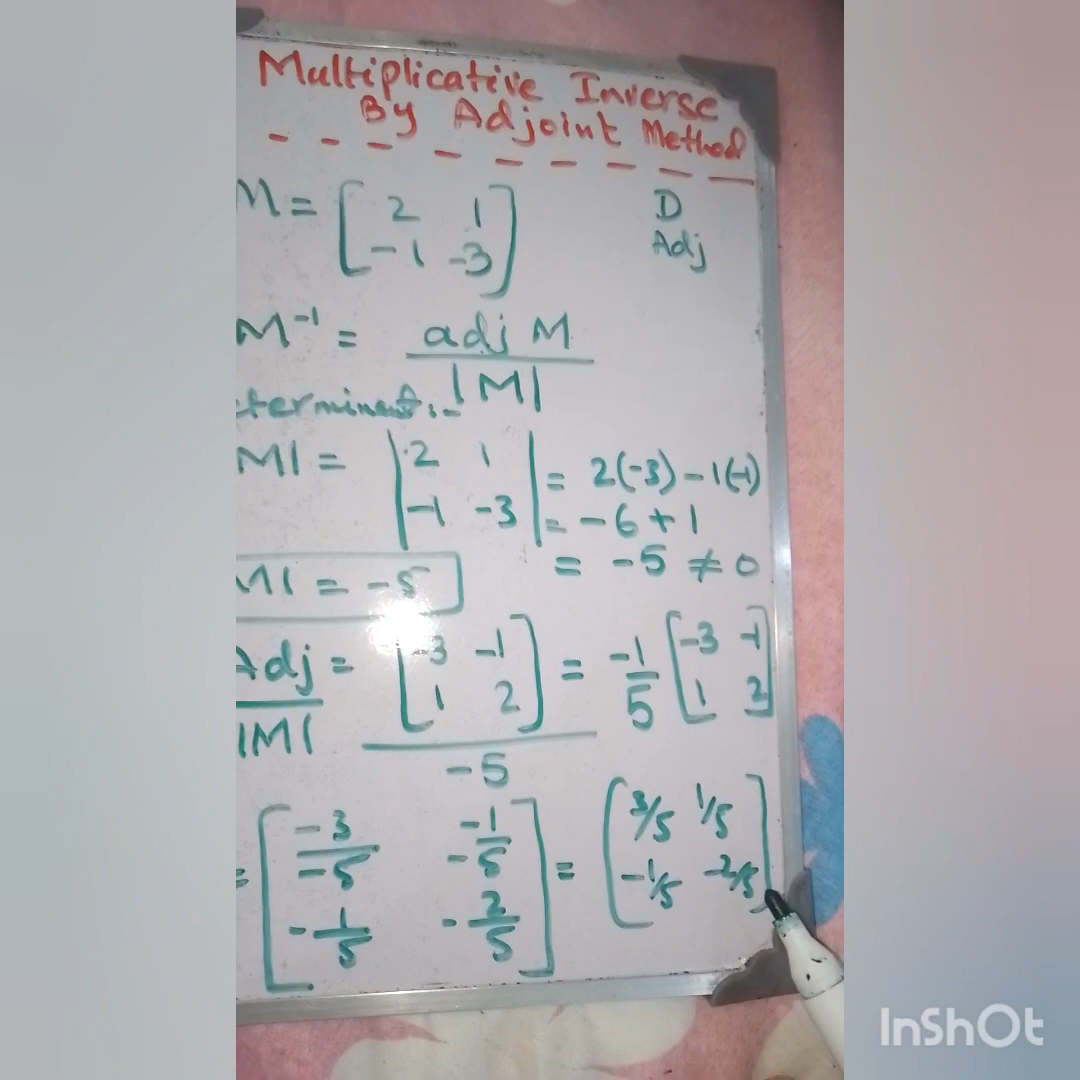 Multiplicative Inverse
By Adjoint Method
M = [ 2 1
-1 -3 ]
D
Adj
M⁻¹ = adj M
|M|
terminant:-
M| = | 2 1
-1 -3 | = 2(-3) - 1(-1)
= -6 + 1
= -5 ≠ 0
M| = -5
Adj = [ -3 -1
1 2 ] = -1/5 [ -3 -1
1 2 ]
|M|
-5
= [ -3/-5 -1/-5
-1/5 -2/5 ] = [ 3/5 1/5
-1/5 -2/5 ]
InShOt